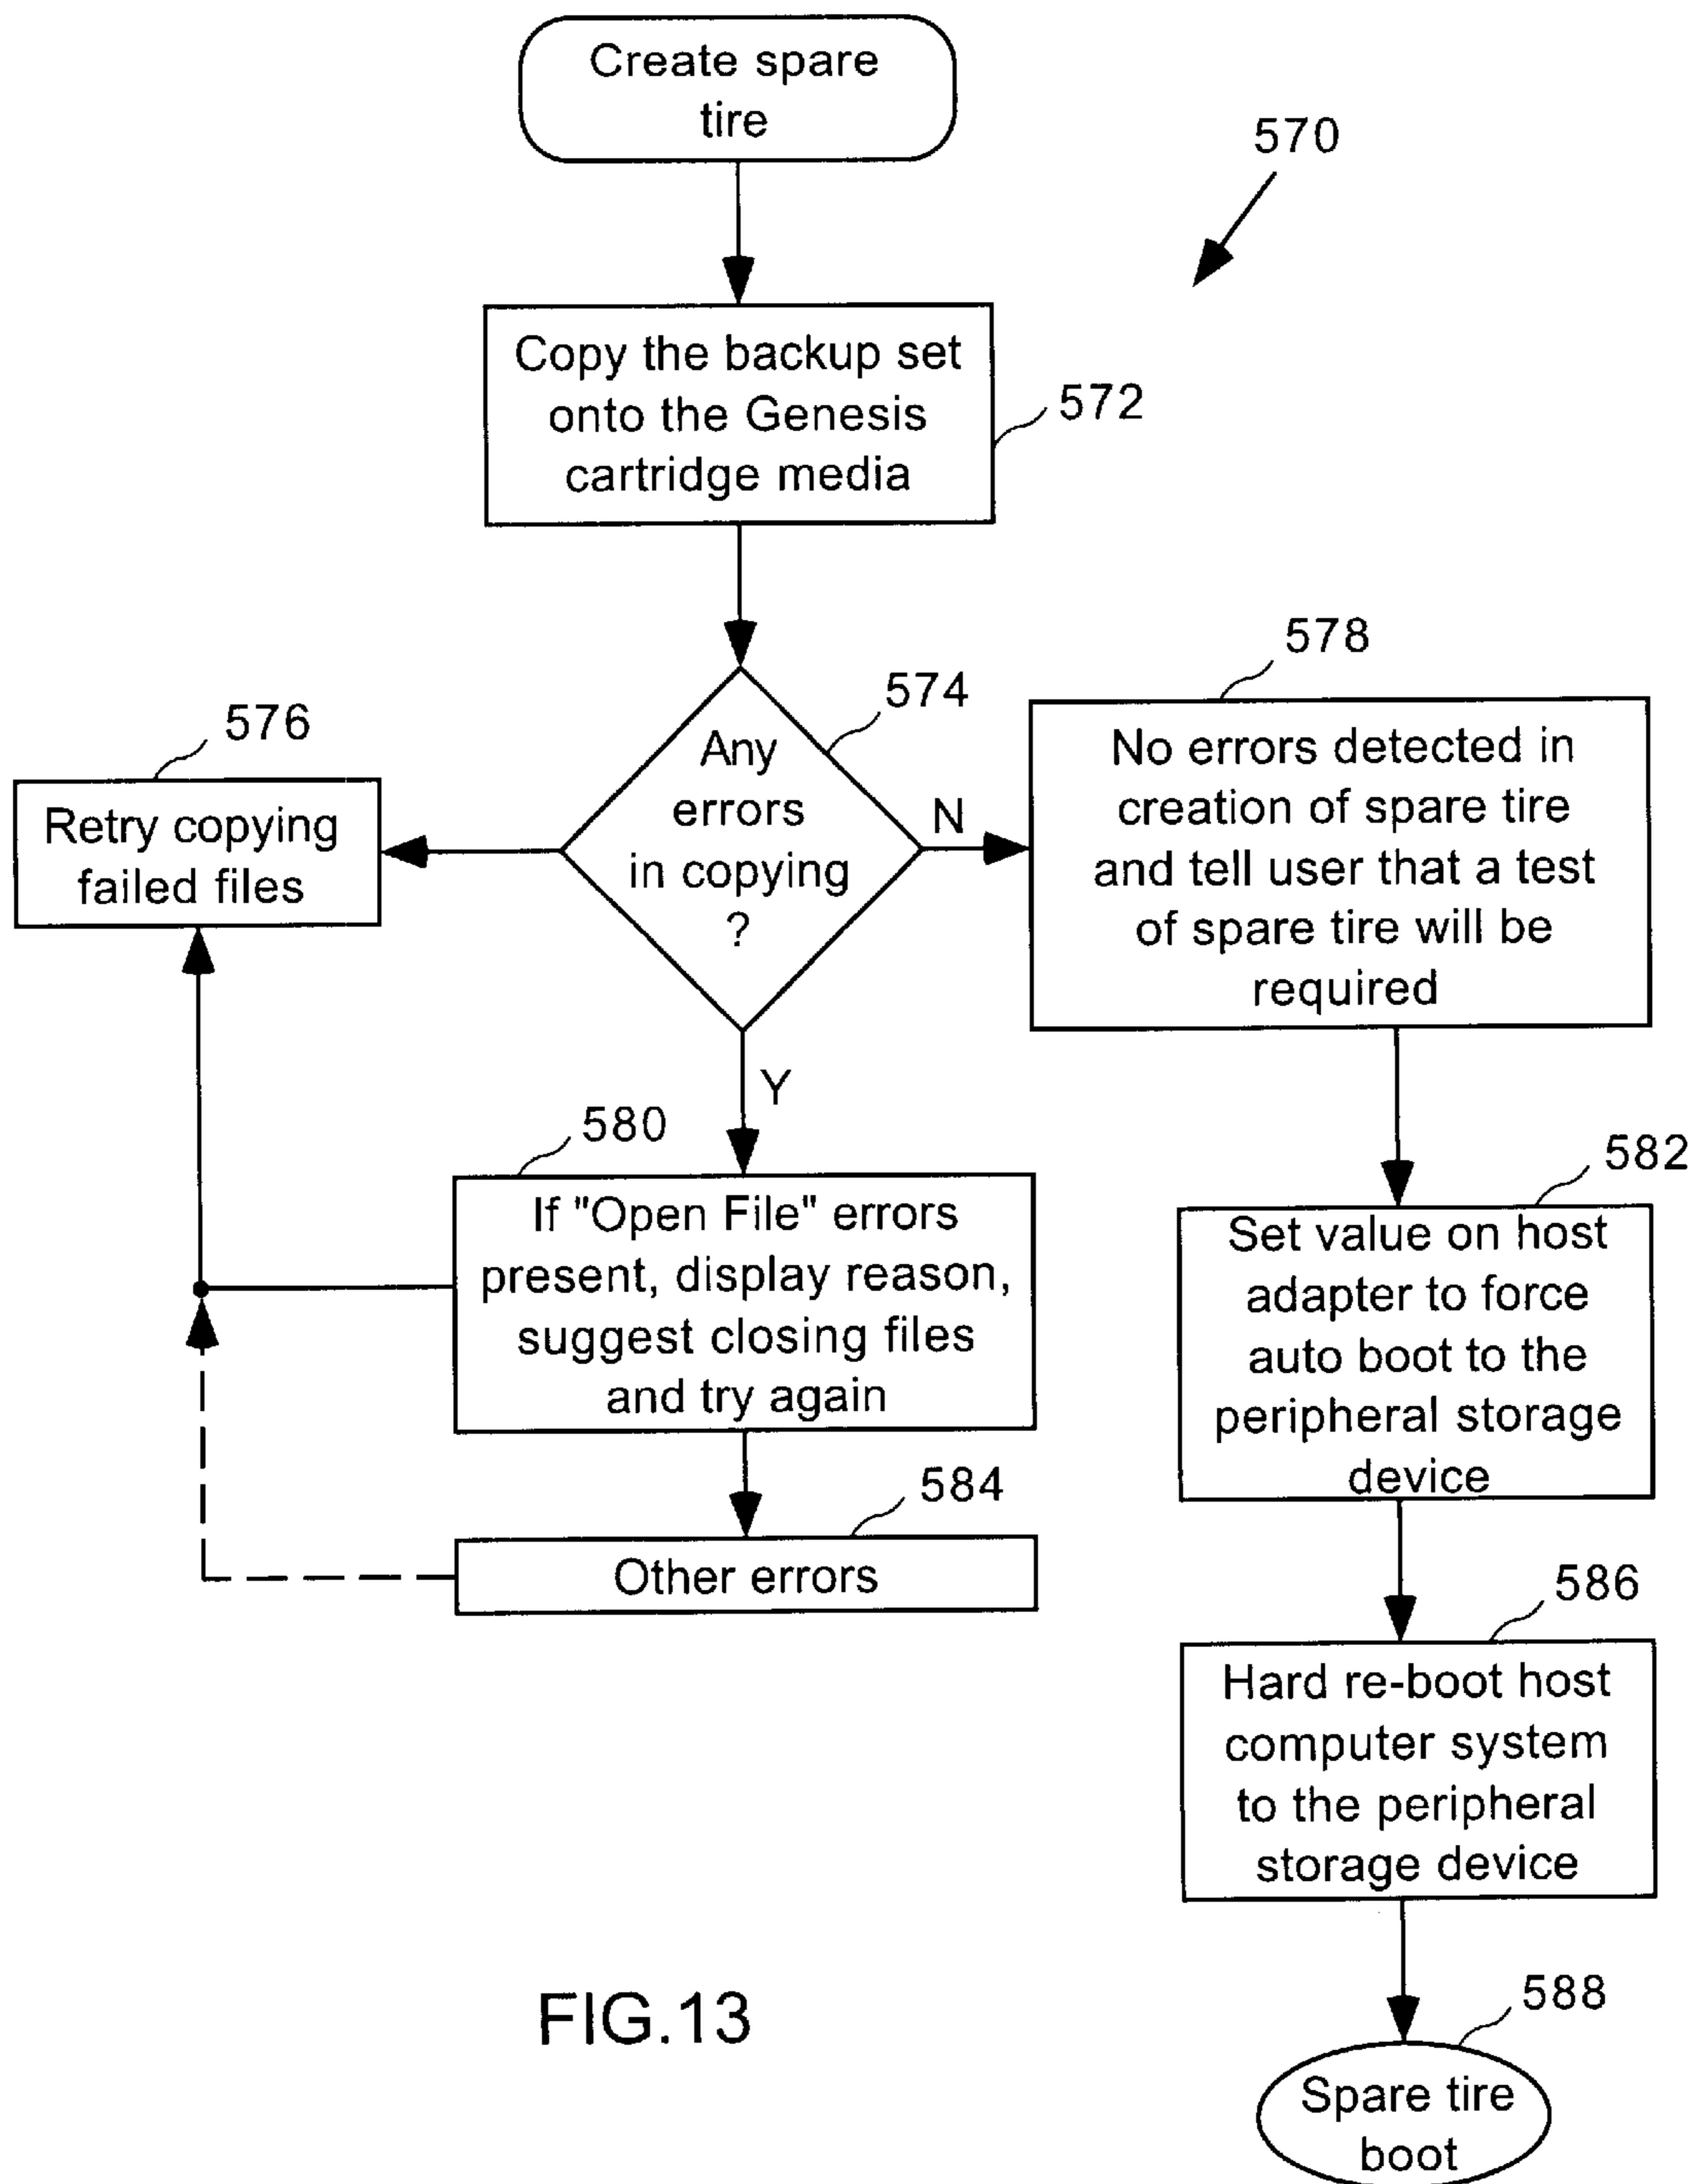 Create spare
tire
570
Copy the backup set
onto the Genesis
cartridge media
572
574
Any
errors
in copying
?
576
Retry copying
failed files
N
578
No errors detected in
creation of spare tire
and tell user that a test
of spare tire will be
required
Y
580
If "Open File" errors
present, display reason,
suggest closing files
and try again
582
Set value on host
adapter to force
auto boot to the
peripheral storage
device
584
Other errors
586
Hard re-boot host
computer system
to the peripheral
storage device
588
Spare tire
boot
FIG.13